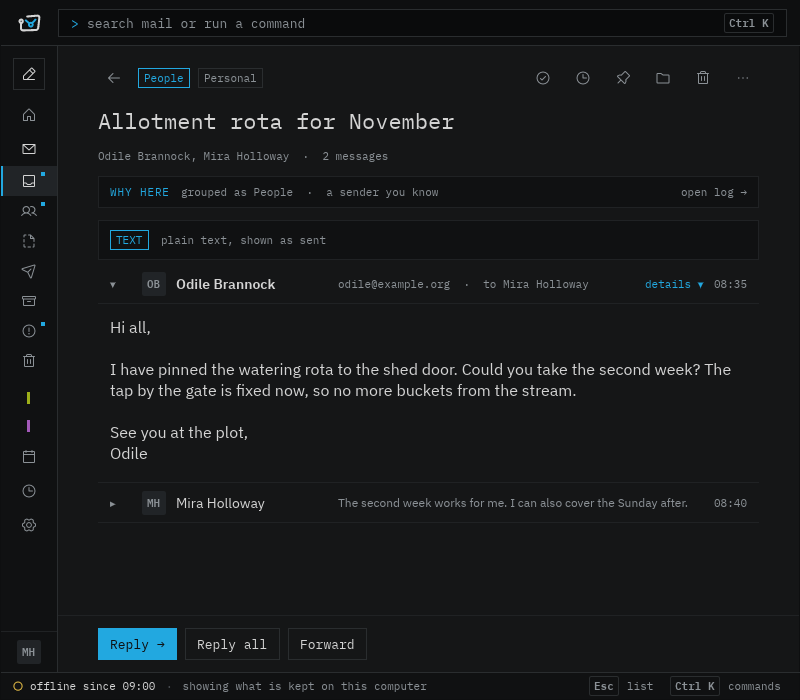 > search mail or run a command Ctrl K
People Personal ...
Allotment rota for November
Odile Brannock, Mira Holloway · 2 messages
WHY HERE grouped as People · a sender you know open log →
TEXT plain text, shown as sent
▾ OB Odile Brannock odile@example.org · to Mira Holloway details ▾ 08:35
Hi all,
I have pinned the watering rota to the shed door. Could you take the second week? The
tap by the gate is fixed now, so no more buckets from the stream.
See you at the plot,
Odile
▸ MH Mira Holloway The second week works for me. I can also cover the Sunday after. 08:40
Reply → Reply all Forward
MH
offline since 09:00 · showing what is kept on this computer Esc list Ctrl K commands